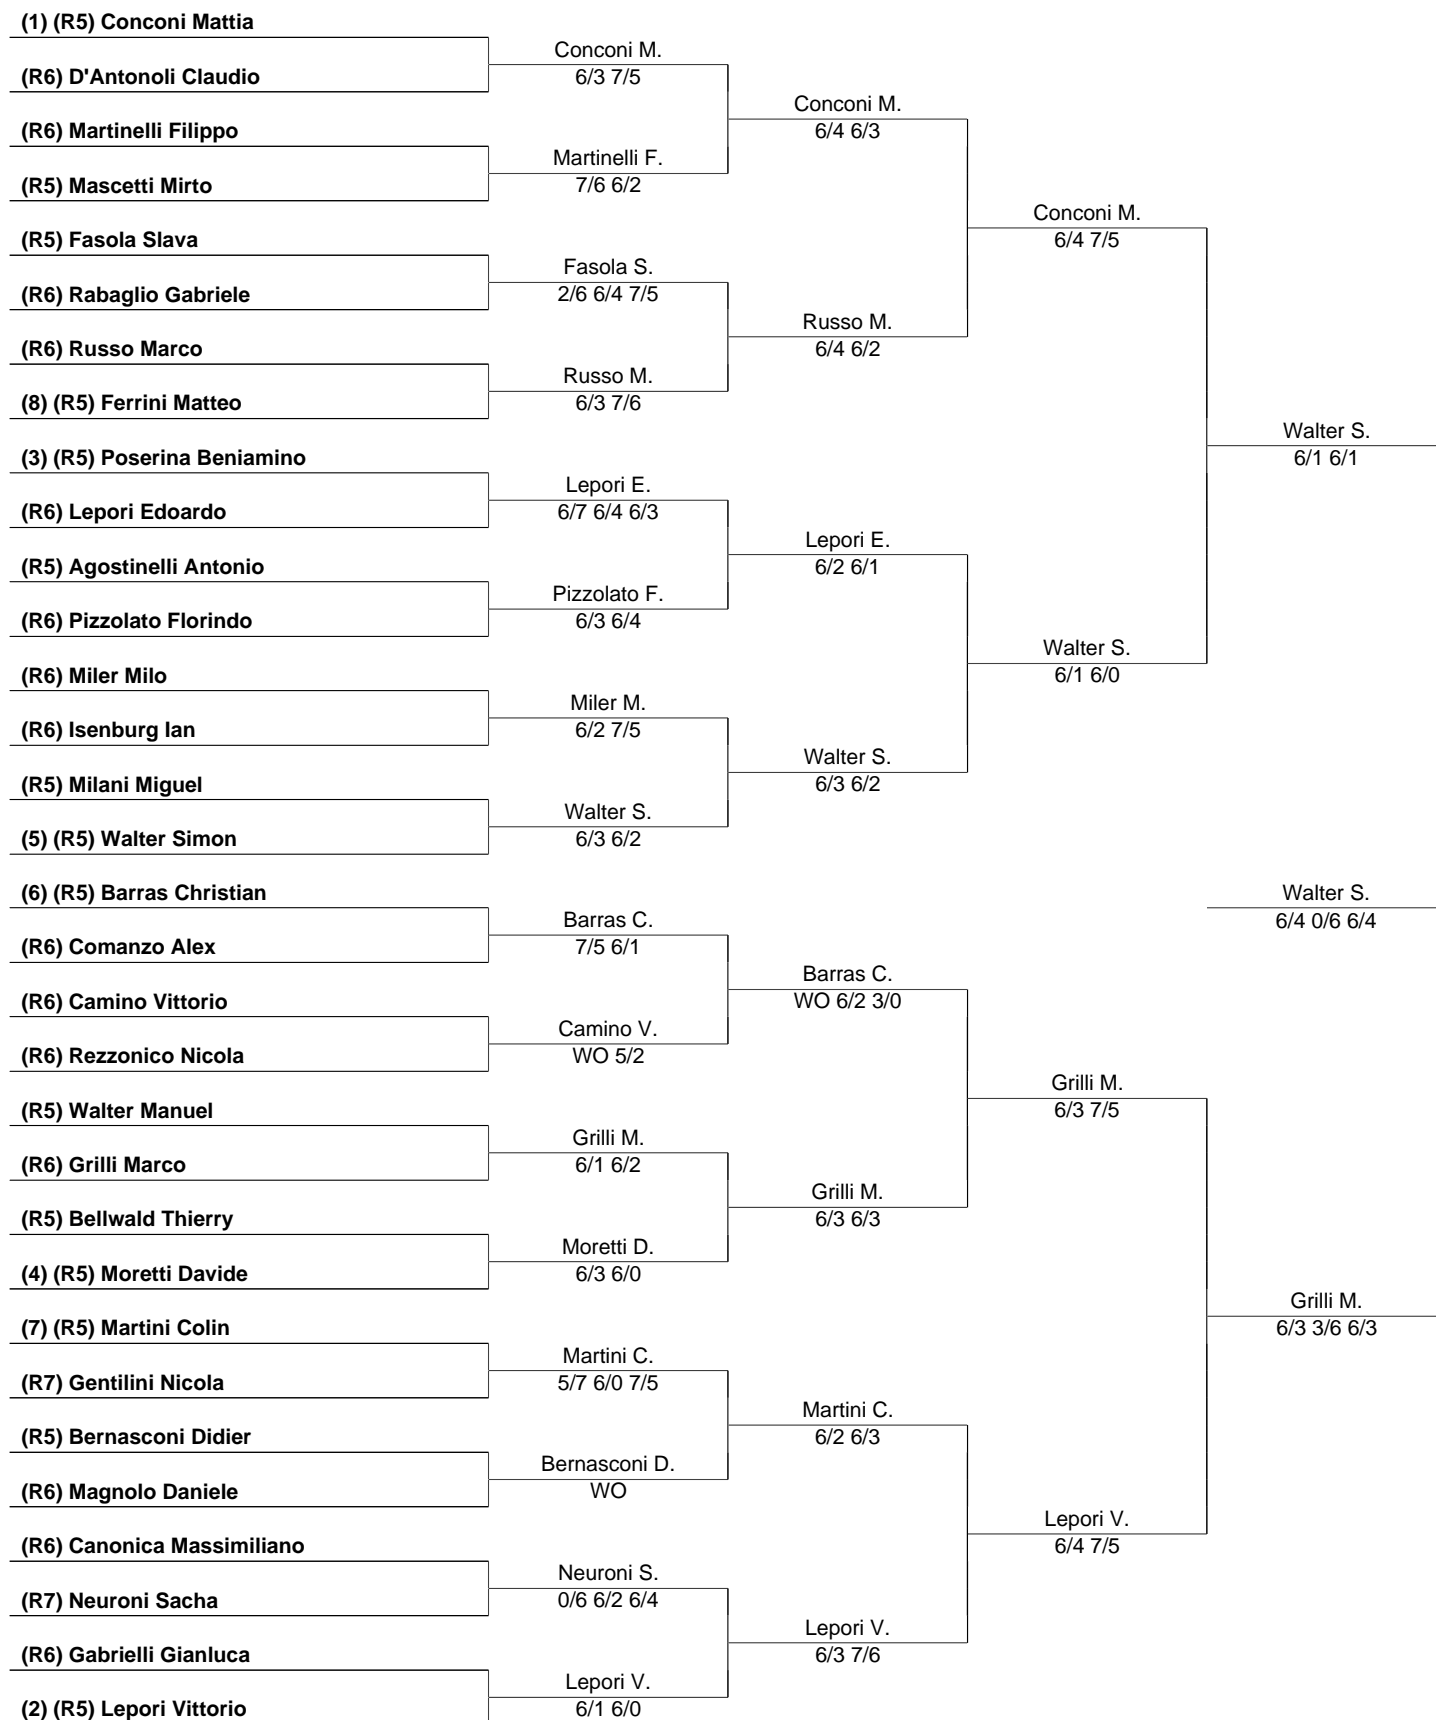 (1) (R5) Conconi Mattia
Conconi M.
(R6) D'Antonoli Claudio
6/3 7/5
Conconi M.
(R6) Martinelli Filippo
6/4 6/3
Martinelli F.
(R5) Mascetti Mirto
7/6 6/2
Conconi M.
(R5) Fasola Slava
6/4 7/5
Fasola S.
(R6) Rabaglio Gabriele
2/6 6/4 7/5
Russo M.
(R6) Russo Marco
6/4 6/2
Russo M.
(8) (R5) Ferrini Matteo
6/3 7/6
Walter S.
(3) (R5) Poserina Beniamino
6/1 6/1
Lepori E.
(R6) Lepori Edoardo
6/7 6/4 6/3
Lepori E.
(R5) Agostinelli Antonio
6/2 6/1
Pizzolato F.
(R6) Pizzolato Florindo
6/3 6/4
Walter S.
(R6) Miler Milo
6/1 6/0
Miler M.
(R6) Isenburg Ian
6/2 7/5
Walter S.
(R5) Milani Miguel
6/3 6/2
Walter S.
(5) (R5) Walter Simon
6/3 6/2
(6) (R5) Barras Christian
Walter S.
6/4 0/6 6/4
Barras C.
(R6) Comanzo Alex
7/5 6/1
Barras C.
(R6) Camino Vittorio
WO 6/2 3/0
Camino V.
(R6) Rezzonico Nicola
WO 5/2
Grilli M.
(R5) Walter Manuel
6/3 7/5
Grilli M.
(R6) Grilli Marco
6/1 6/2
Grilli M.
(R5) Bellwald Thierry
6/3 6/3
Moretti D.
(4) (R5) Moretti Davide
6/3 6/0
Grilli M.
(7) (R5) Martini Colin
6/3 3/6 6/3
Martini C.
(R7) Gentilini Nicola
5/7 6/0 7/5
Martini C.
(R5) Bernasconi Didier
6/2 6/3
Bernasconi D.
(R6) Magnolo Daniele
WO
Lepori V.
(R6) Canonica Massimiliano
6/4 7/5
Neuroni S.
(R7) Neuroni Sacha
0/6 6/2 6/4
Lepori V.
(R6) Gabrielli Gianluca
6/3 7/6
Lepori V.
(2) (R5) Lepori Vittorio
6/1 6/0